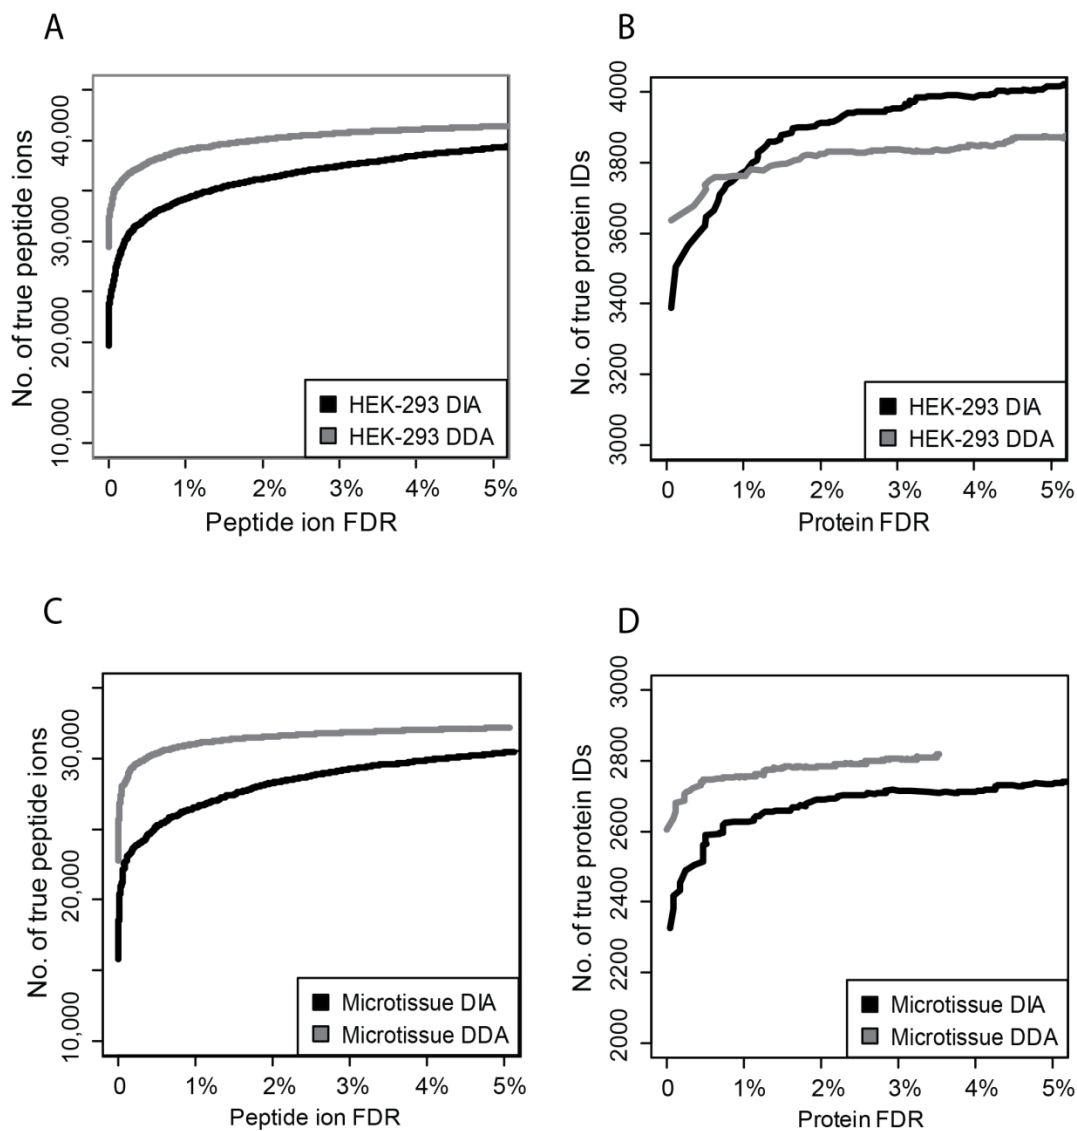 A
No. of true peptide ions
40,000
30,000
20,000
10,000
HEK-293 DIA
HEK-293 DDA
0 1% 2% 3% 4% 5%
Peptide ion FDR
B
No. of true protein IDs
4000
3800
3600
3400
3200
3000
HEK-293 DIA
HEK-293 DDA
0 1% 2% 3% 4% 5%
Protein FDR
C
No. of true peptide ions
30,000
20,000
10,000
Microtissue DIA
Microtissue DDA
0 1% 2% 3% 4% 5%
Peptide ion FDR
D
No. of true protein IDs
3000
2800
2600
2400
2200
2000
Microtissue DIA
Microtissue DDA
0 1% 2% 3% 4% 5%
Protein FDR